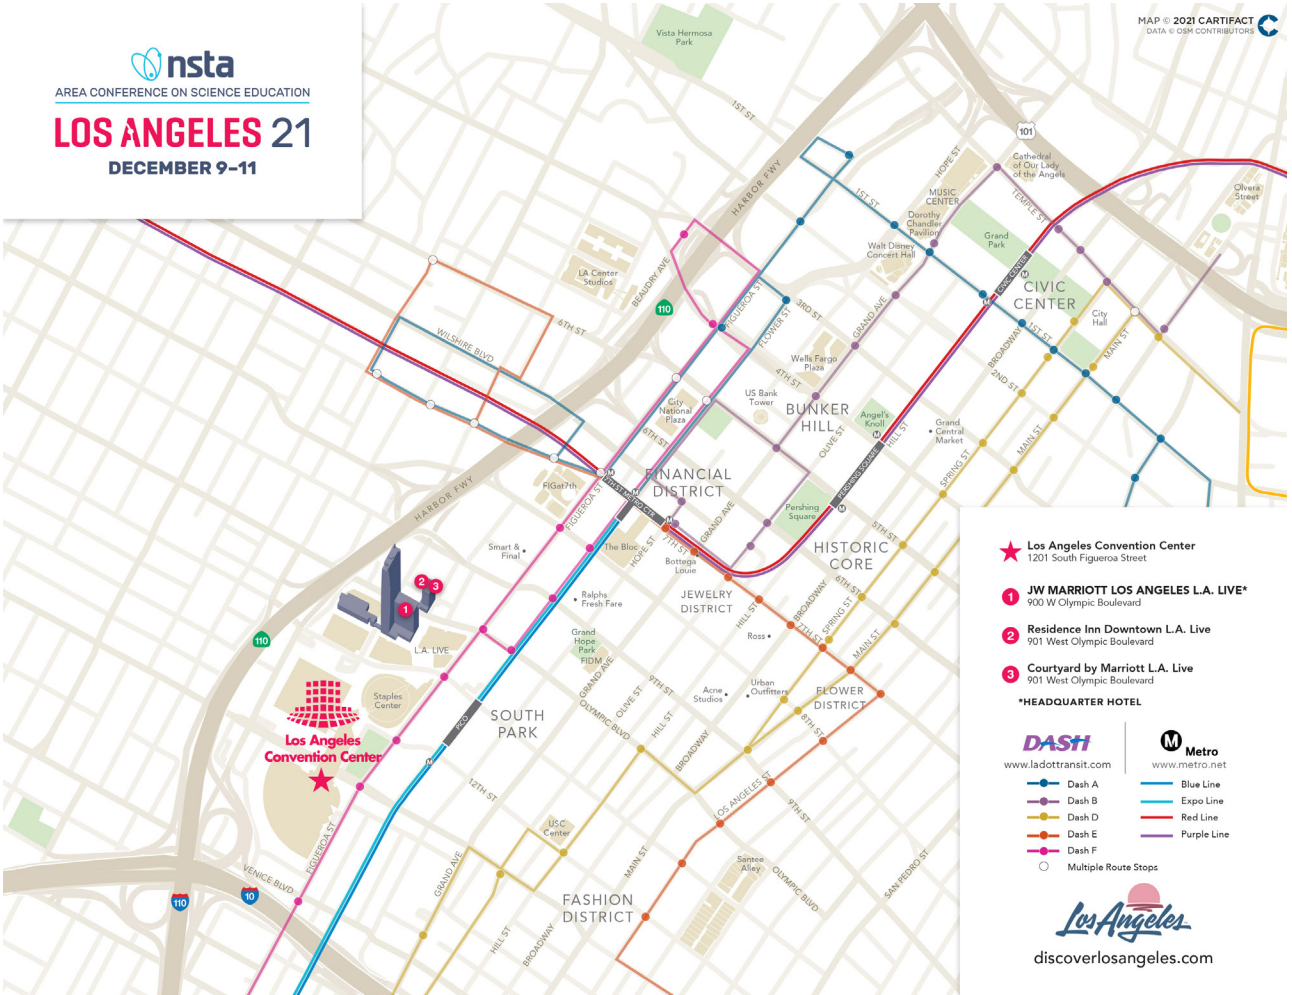 nsta
AREA CONFERENCE ON SCIENCE EDUCATION
LOS ANGELES 21
DECEMBER 9–11
MAP © 2021 CARTIFACT
DATA © OSM CONTRIBUTORS
Vista Hermosa
Park
1ST ST
HARBOR FWY
101
Cathedral
of Our Lady
of the Angels
HOPE ST
TEMPLE ST
Olvera
Street
1ST ST
MUSIC
CENTER
Dorothy
Chandler
Pavilion
Walt Disney
Concert Hall
Grand
Park
CIVIC CENTER
M
CIVIC
CENTER
M
LA Center
Studios
BEAUDRY AVE
110
FIGUEROA ST
FLOWER ST
3RD ST
GRAND AVE
City
Hall
BROADWAY
1ST ST
MAIN ST
6TH ST
WILSHIRE BLVD
Wells Fargo
Plaza
4TH ST
2ND ST
US Bank
Tower
BUNKER
HILL
City
National
Plaza
Angel's
Knoll
M
HILL ST
Grand
Central
Market
OLIVE ST
MAIN ST
6TH ST
SPRING ST
PERSHING SQUARE
FINANCIAL
DISTRICT
M
7TH ST METRO CTR
M
M
FIGat7th
HARBOR FWY
FIGUEROA ST
GRAND AVE
Pershing
Square
M
5TH ST
HISTORIC
CORE
Smart &
Final
The Bloc
HOPE ST
7TH ST
Bottega
Louie
2
3
1
JEWELRY
DISTRICT
HILL ST
BROADWAY
6TH ST
SPRING ST
7TH ST
MAIN ST
Ralphs
Fresh Fare
Ross
Grand
Hope
Park
FIDM
110
L.A. LIVE
GRAND AVE
OLIVE ST
9TH ST
HILL ST
OLYMPIC BLVD
Acne
Studios
Urban
Outfitters
FLOWER
DISTRICT
8TH ST
Staples
Center
PICO
SOUTH
PARK
M
BROADWAY
Los Angeles
Convention Center
12TH ST
LOS ANGELES ST
9TH ST
USC
Center
FIGUEROA ST
VENICE BLVD
GRAND AVE
MAIN ST
Santee
Alley
OLYMPIC BLVD
SAN PEDRO ST
110
10
FASHION
DISTRICT
HILL ST
BROADWAY
Los Angeles Convention Center
1201 South Figueroa Street
1 JW MARRIOTT LOS ANGELES L.A. LIVE*
900 W Olympic Boulevard
2 Residence Inn Downtown L.A. Live
901 West Olympic Boulevard
3 Courtyard by Marriott L.A. Live
901 West Olympic Boulevard
*HEADQUARTER HOTEL
DASH
www.ladottransit.com
M Metro
www.metro.net
Dash A
Dash B
Dash D
Dash E
Dash F
Multiple Route Stops
Blue Line
Expo Line
Red Line
Purple Line
Los Angeles
discoverlosangeles.com